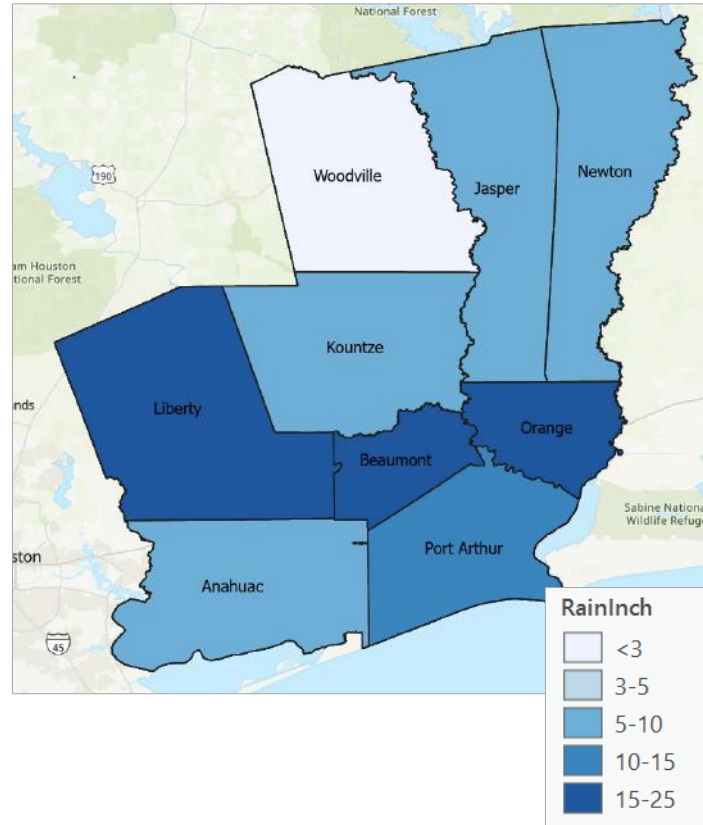 National Forest
190
Woodville
Jasper
Newton
am Houston
ational Forest
Kountze
nds
Liberty
Orange
Beaumont
Sabine National
Wildlife Refuge
ston
Port Arthur
Anahuac
45
RainInch
<3
3-5
5-10
10-15
15-25